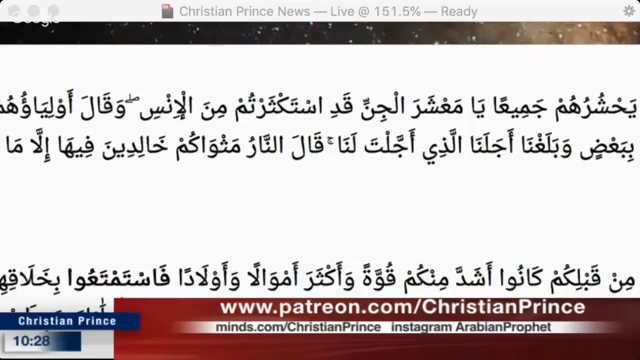 Christian Prince News — Live @ 151.5% — Ready
يَحْشُرُهُمْ جَمِيعًا يَا مَعْشَرَ الْجِنِّ قَدِ اسْتَكْثَرْتُمْ مِنَ الْإِنْسِ ۖ وَقَالَ أَوْلِيَاؤُهُم
بِبَعْضٍ وَبَلَغْنَا أَجَلَنَا الَّذِي أَجَّلْتَ لَنَا ۚ قَالَ النَّارُ مَثْوَاكُمْ خَالِدِينَ فِيهَا إِلَّا مَا
مِنْ قَبْلِكُمْ كَانُوا أَشَدَّ مِنْكُمْ قُوَّةً وَأَكْثَرَ أَمْوَالًا وَأَوْلَادًا فَاسْتَمْتَعُوا بِخَلَاقِهِ
www.patreon.com/ChristianPrince
Christian Prince
minds.com/ChristianPrince instagram ArabianProphet
10:28